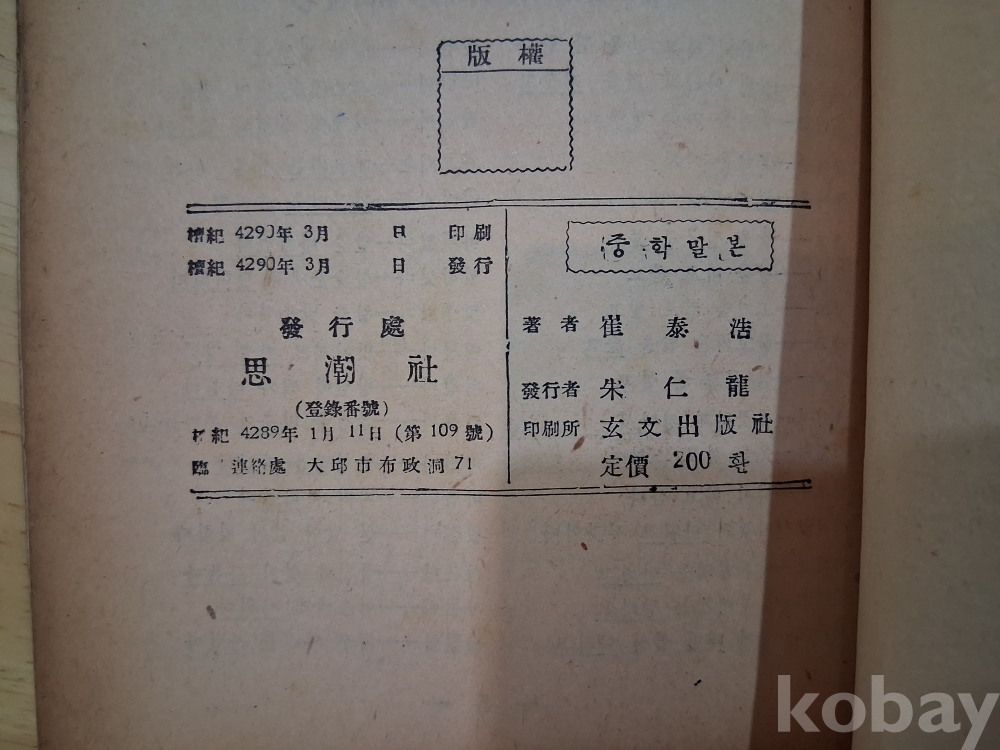 版權
檀紀 4290年 3月 日 印刷
檀紀 4290年 3月 日 發行
發行處
思潮社
(登錄番號)
檀紀 4289年 1月 11日 (第 109 號)
臨 連絡處 大邱市布政洞 71
중학말본
著者 崔泰浩
發行者 朱仁龍
印刷所 玄文出版社
定價 200 환
kobay